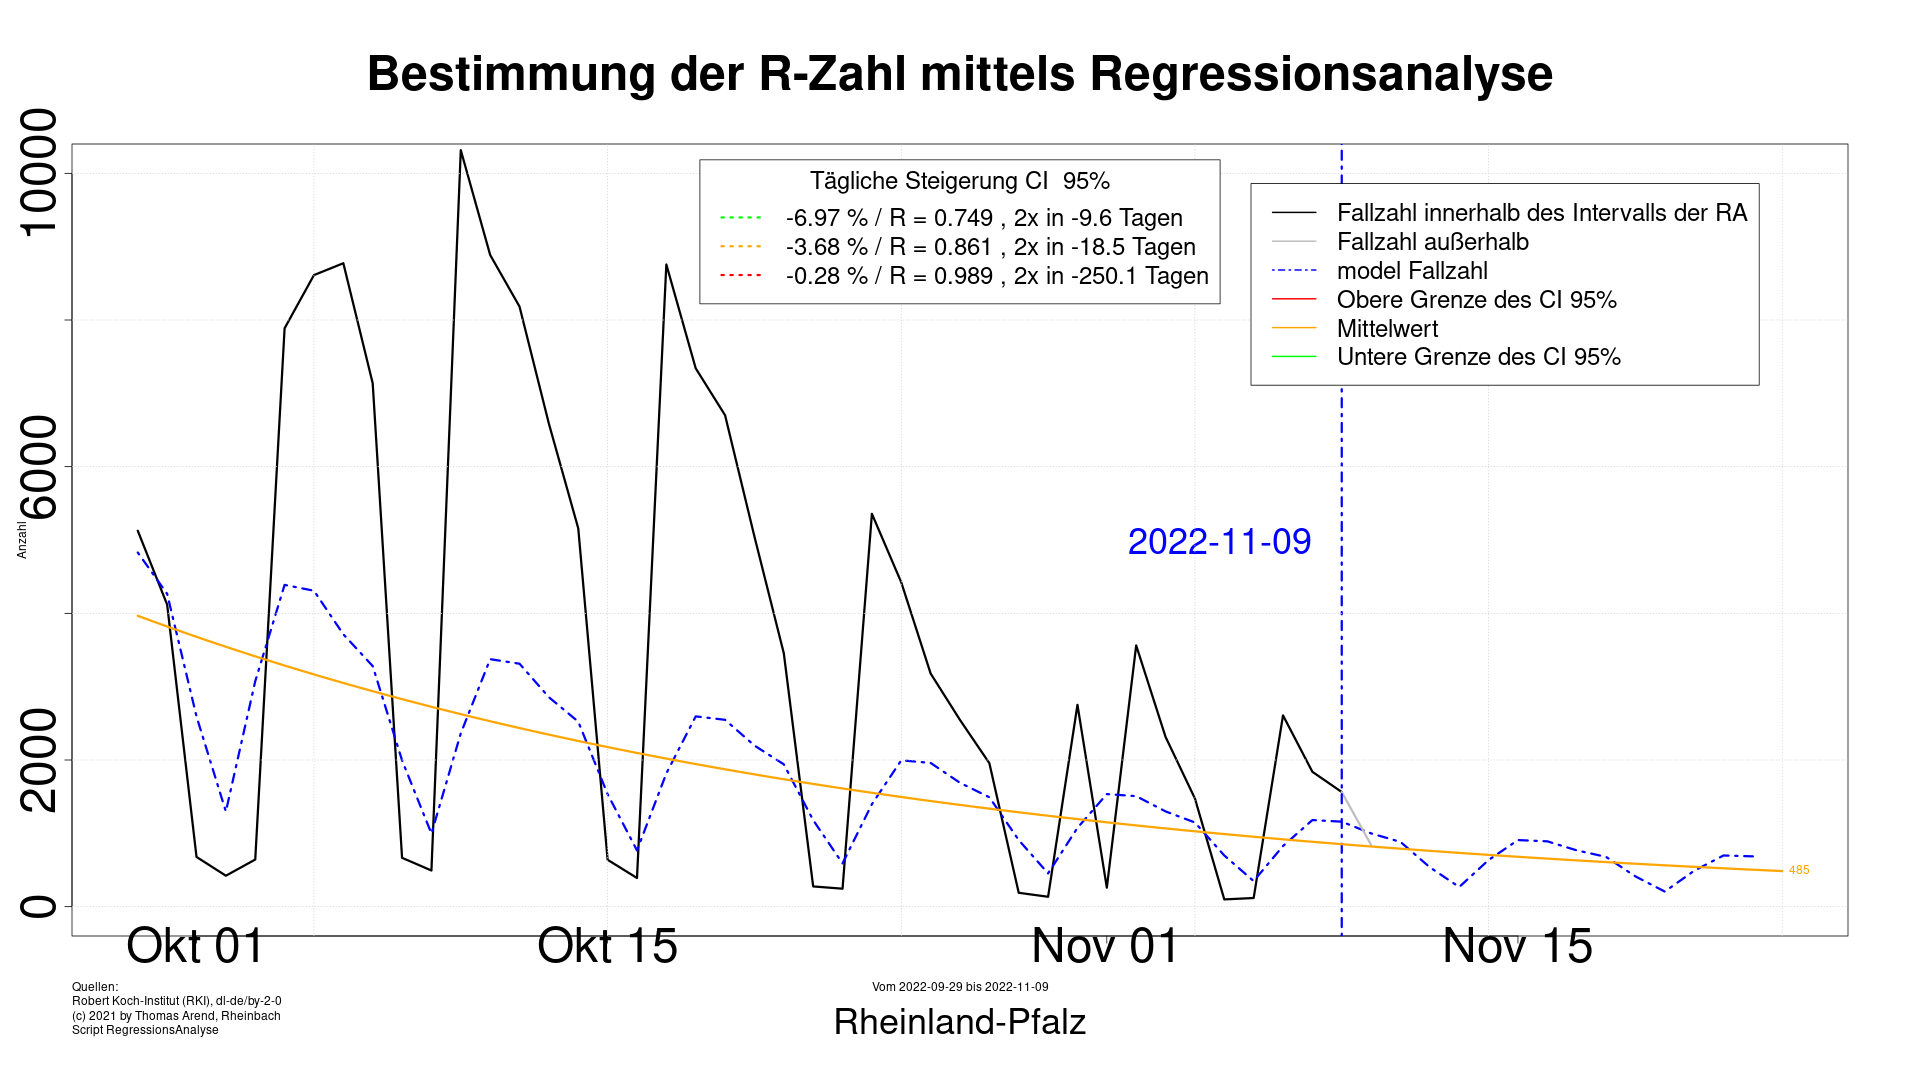 Bestimmung der R-Zahl mittels Regressionsanalyse
10000
6000
2000
0
Anzahl
Tägliche Steigerung CI  95%
-6.97 % / R = 0.749 , 2x in -9.6 Tagen
-3.68 % / R = 0.861 , 2x in -18.5 Tagen
-0.28 % / R = 0.989 , 2x in -250.1 Tagen
Fallzahl innerhalb des Intervalls der RA
Fallzahl außerhalb
model Fallzahl
Obere Grenze des CI 95%
Mittelwert
Untere Grenze des CI 95%
2022-11-09
485
Okt 01
Okt 15
Nov 01
Nov 15
Quellen:
Robert Koch-Institut (RKI), dl-de/by-2-0
(c) 2021 by Thomas Arend, Rheinbach
Script RegressionsAnalyse
Vom 2022-09-29 bis 2022-11-09
Rheinland-Pfalz